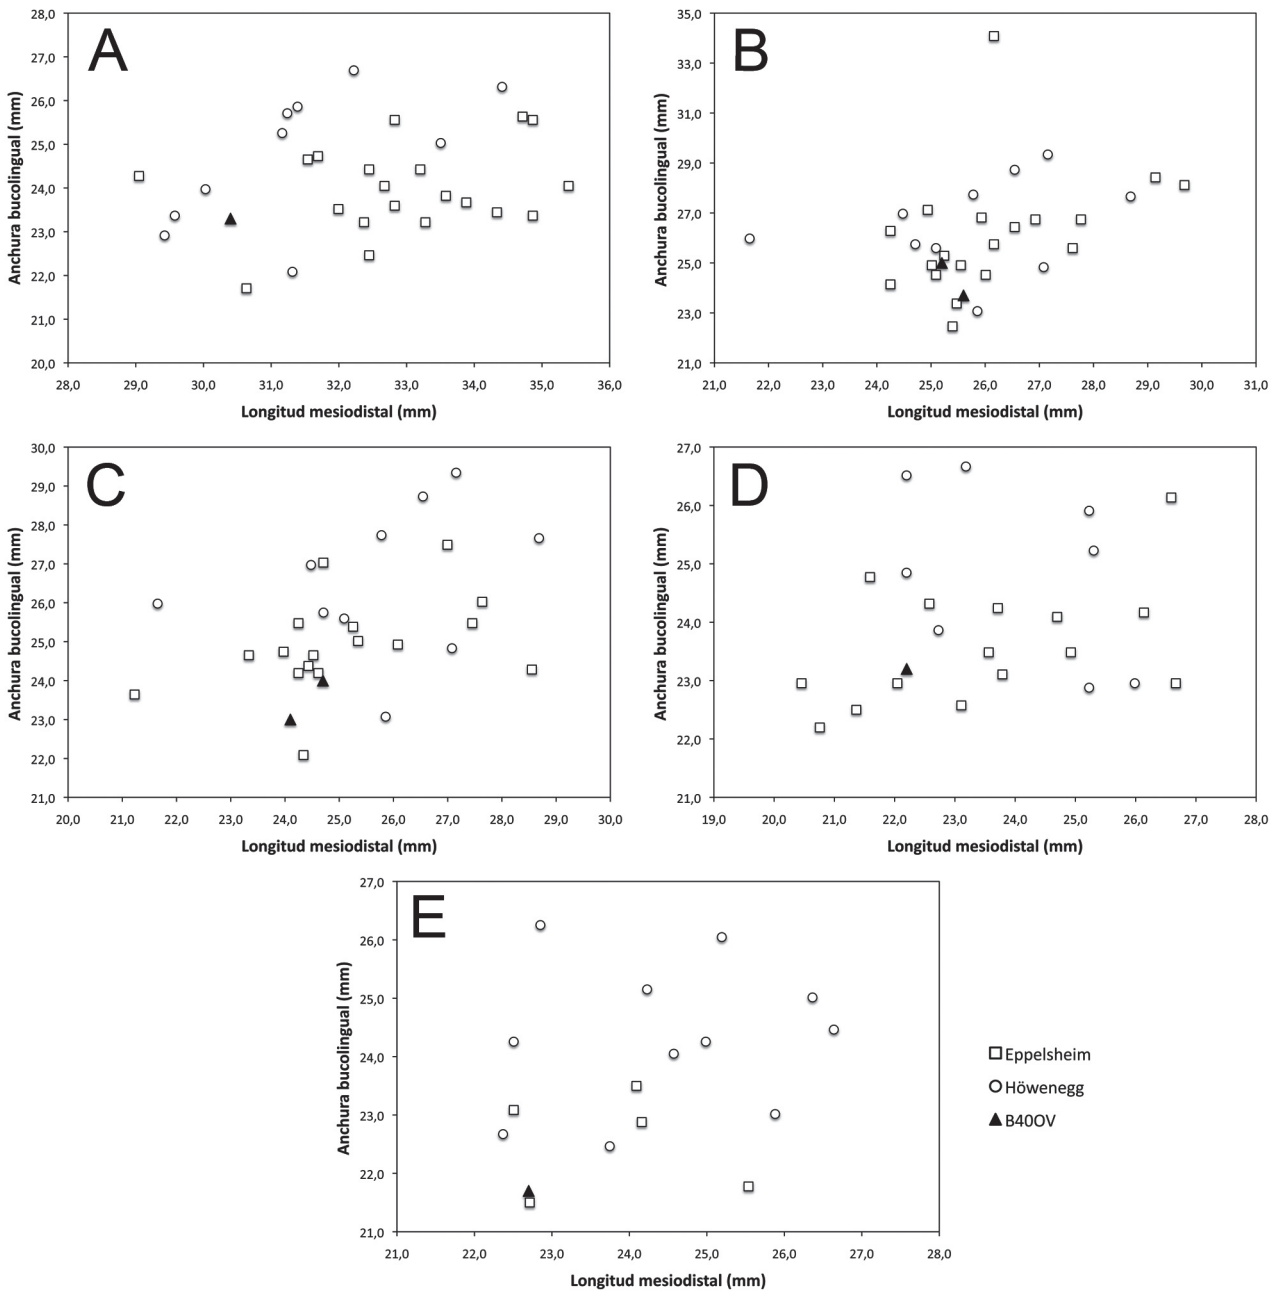 A
28,0
27,0
26,0
25,0
24,0
23,0
22,0
21,0
20,0
28,0 29,0 30,0 31,0 32,0 33,0 34,0 35,0 36,0
Anchura bucolingual (mm)
Longitud mesiodistal (mm)
B
35,0
33,0
31,0
29,0
27,0
25,0
23,0
21,0
21,0 22,0 23,0 24,0 25,0 26,0 27,0 28,0 29,0 30,0 31,0
Anchura bucolingual (mm)
Longitud mesiodistal (mm)
C
30,0
29,0
28,0
27,0
26,0
25,0
24,0
23,0
22,0
21,0
20,0 21,0 22,0 23,0 24,0 25,0 26,0 27,0 28,0 29,0 30,0
Anchura bucolingual (mm)
Longitud mesiodistal (mm)
D
27,0
26,0
25,0
24,0
23,0
22,0
21,0
19,0 20,0 21,0 22,0 23,0 24,0 25,0 26,0 27,0 28,0
Anchura bucolingual (mm)
Longitud mesiodistal (mm)
E
27,0
26,0
25,0
24,0
23,0
22,0
21,0
21,0 22,0 23,0 24,0 25,0 26,0 27,0 28,0
Anchura bucolingual (mm)
Longitud mesiodistal (mm)
Eppelsheim
Höwenegg
B40OV